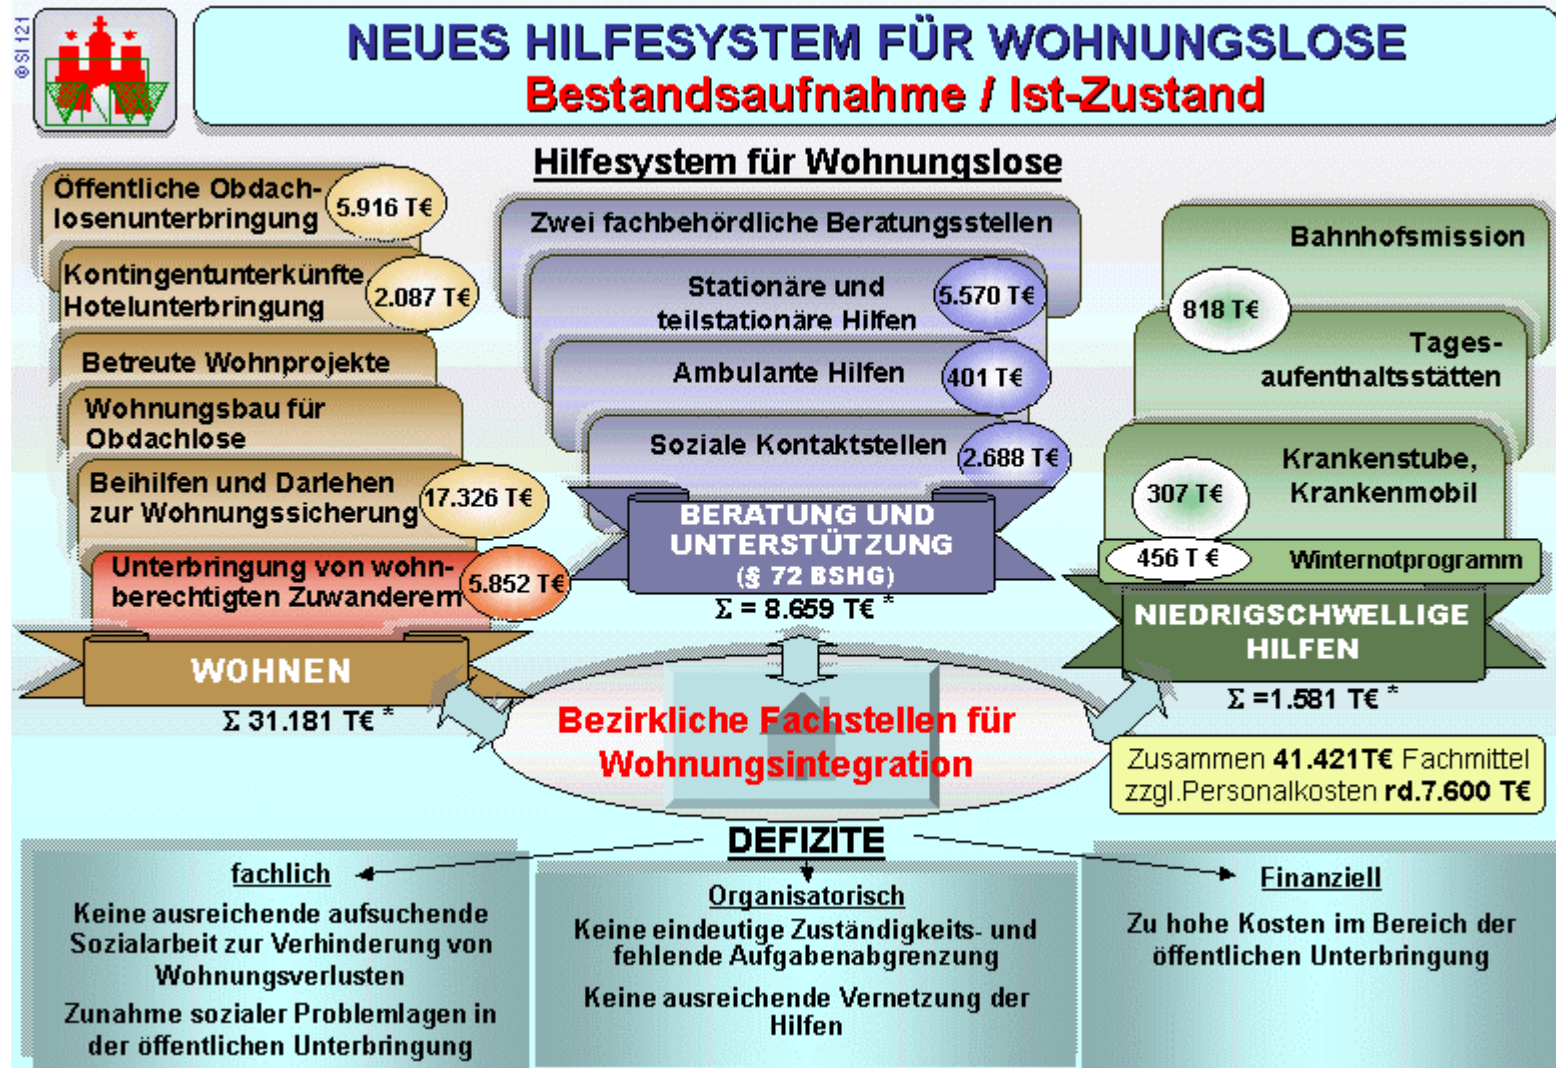 © SI 121
NEUES HILFESYSTEM FÜR WOHNUNGSLOSE
Bestandsaufnahme / Ist-Zustand
Hilfesystem für Wohnungslose
Öffentliche Obdach-
losenunterbringung
5.916 T€
Kontingentunterkünfte
Hotelunterbringung
2.087 T€
Betreute Wohnprojekte
Wohnungsbau für
Obdachlose
Beihilfen und Darlehen
zur Wohnungssicherung
17.326 T€
Unterbringung von wohn-
berechtigten Zuwanderern
5.852 T€
WOHNEN
Σ 31.181 T€ *
Zwei fachbehördliche Beratungsstellen
Stationäre und
teilstationäre Hilfen
5.570 T€
Ambulante Hilfen
401 T€
Soziale Kontaktstellen
2.688 T€
BERATUNG UND
UNTERSTÜTZUNG
(§ 72 BSHG)
Σ = 8.659 T€ *
Bahnhofsmission
818 T€
Tages-
aufenthaltsstätten
Krankenstube,
Krankenmobil
307 T€
456 T €
Winternotprogramm
NIEDRIGSCHWELLIGE
HILFEN
Σ =1.581 T€ *
Bezirkliche Fachstellen für
Wohnungsintegration
Zusammen 41.421T€ Fachmittel
zzgl.Personalkosten rd.7.600 T€
DEFIZITE
fachlich
Keine ausreichende aufsuchende
Sozialarbeit zur Verhinderung von
Wohnungsverlusten
Zunahme sozialer Problemlagen in
der öffentlichen Unterbringung
Organisatorisch
Keine eindeutige Zuständigkeits- und
fehlende Aufgabenabgrenzung
Keine ausreichende Vernetzung der
Hilfen
Finanziell
Zu hohe Kosten im Bereich der
öffentlichen Unterbringung